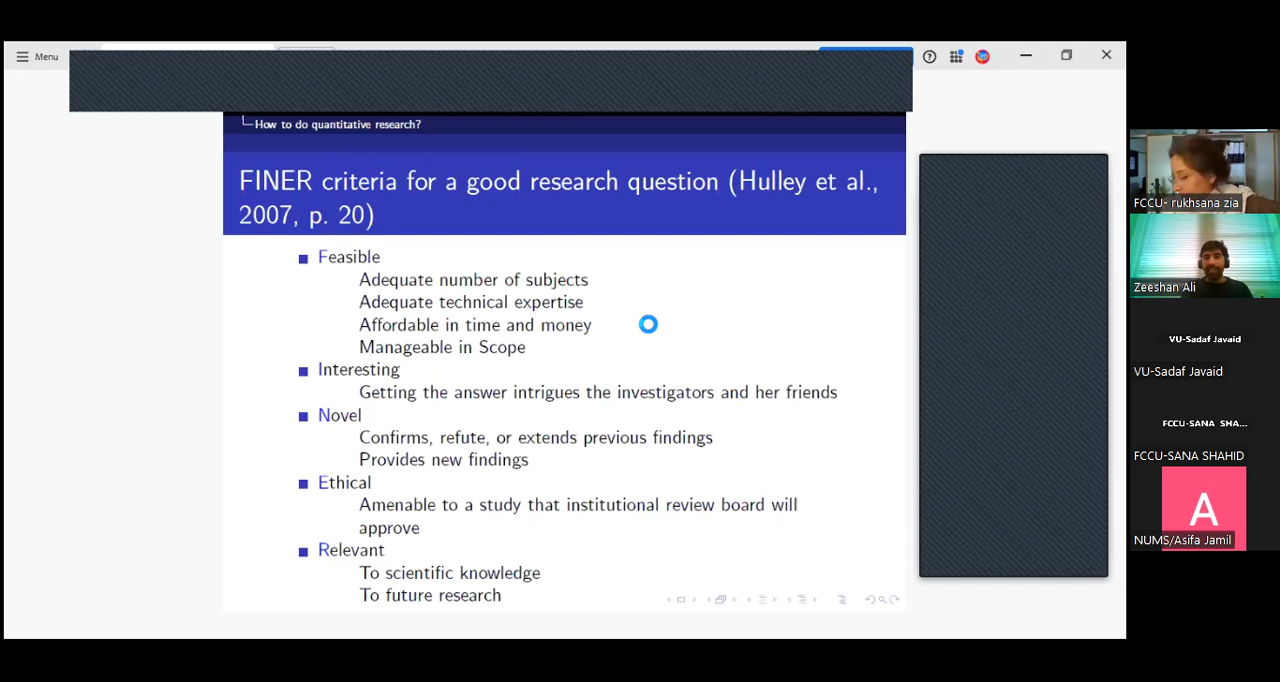 Menu
How to do quantitative research?
FINER criteria for a good research question (Hulley et al.,
2007, p. 20)
Feasible
Adequate number of subjects
Adequate technical expertise
Affordable in time and money
Manageable in Scope
Interesting
Getting the answer intrigues the investigators and her friends
Novel
Confirms, refute, or extends previous findings
Provides new findings
Ethical
Amenable to a study that institutional review board will
approve
Relevant
To scientific knowledge
To future research
FCCU- rukhsana zia
Zeeshan Ali
VU-Sadaf Javaid
VU-Sadaf Javaid
FCCU-SANA SHA...
FCCU-SANA SHAHID
A
NUMS/Asifa Jamil